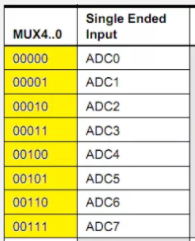 MUX4..0 Single Ended Input
00000 ADC0
00001 ADC1
00010 ADC2
00011 ADC3
00100 ADC4
00101 ADC5
00110 ADC6
00111 ADC7